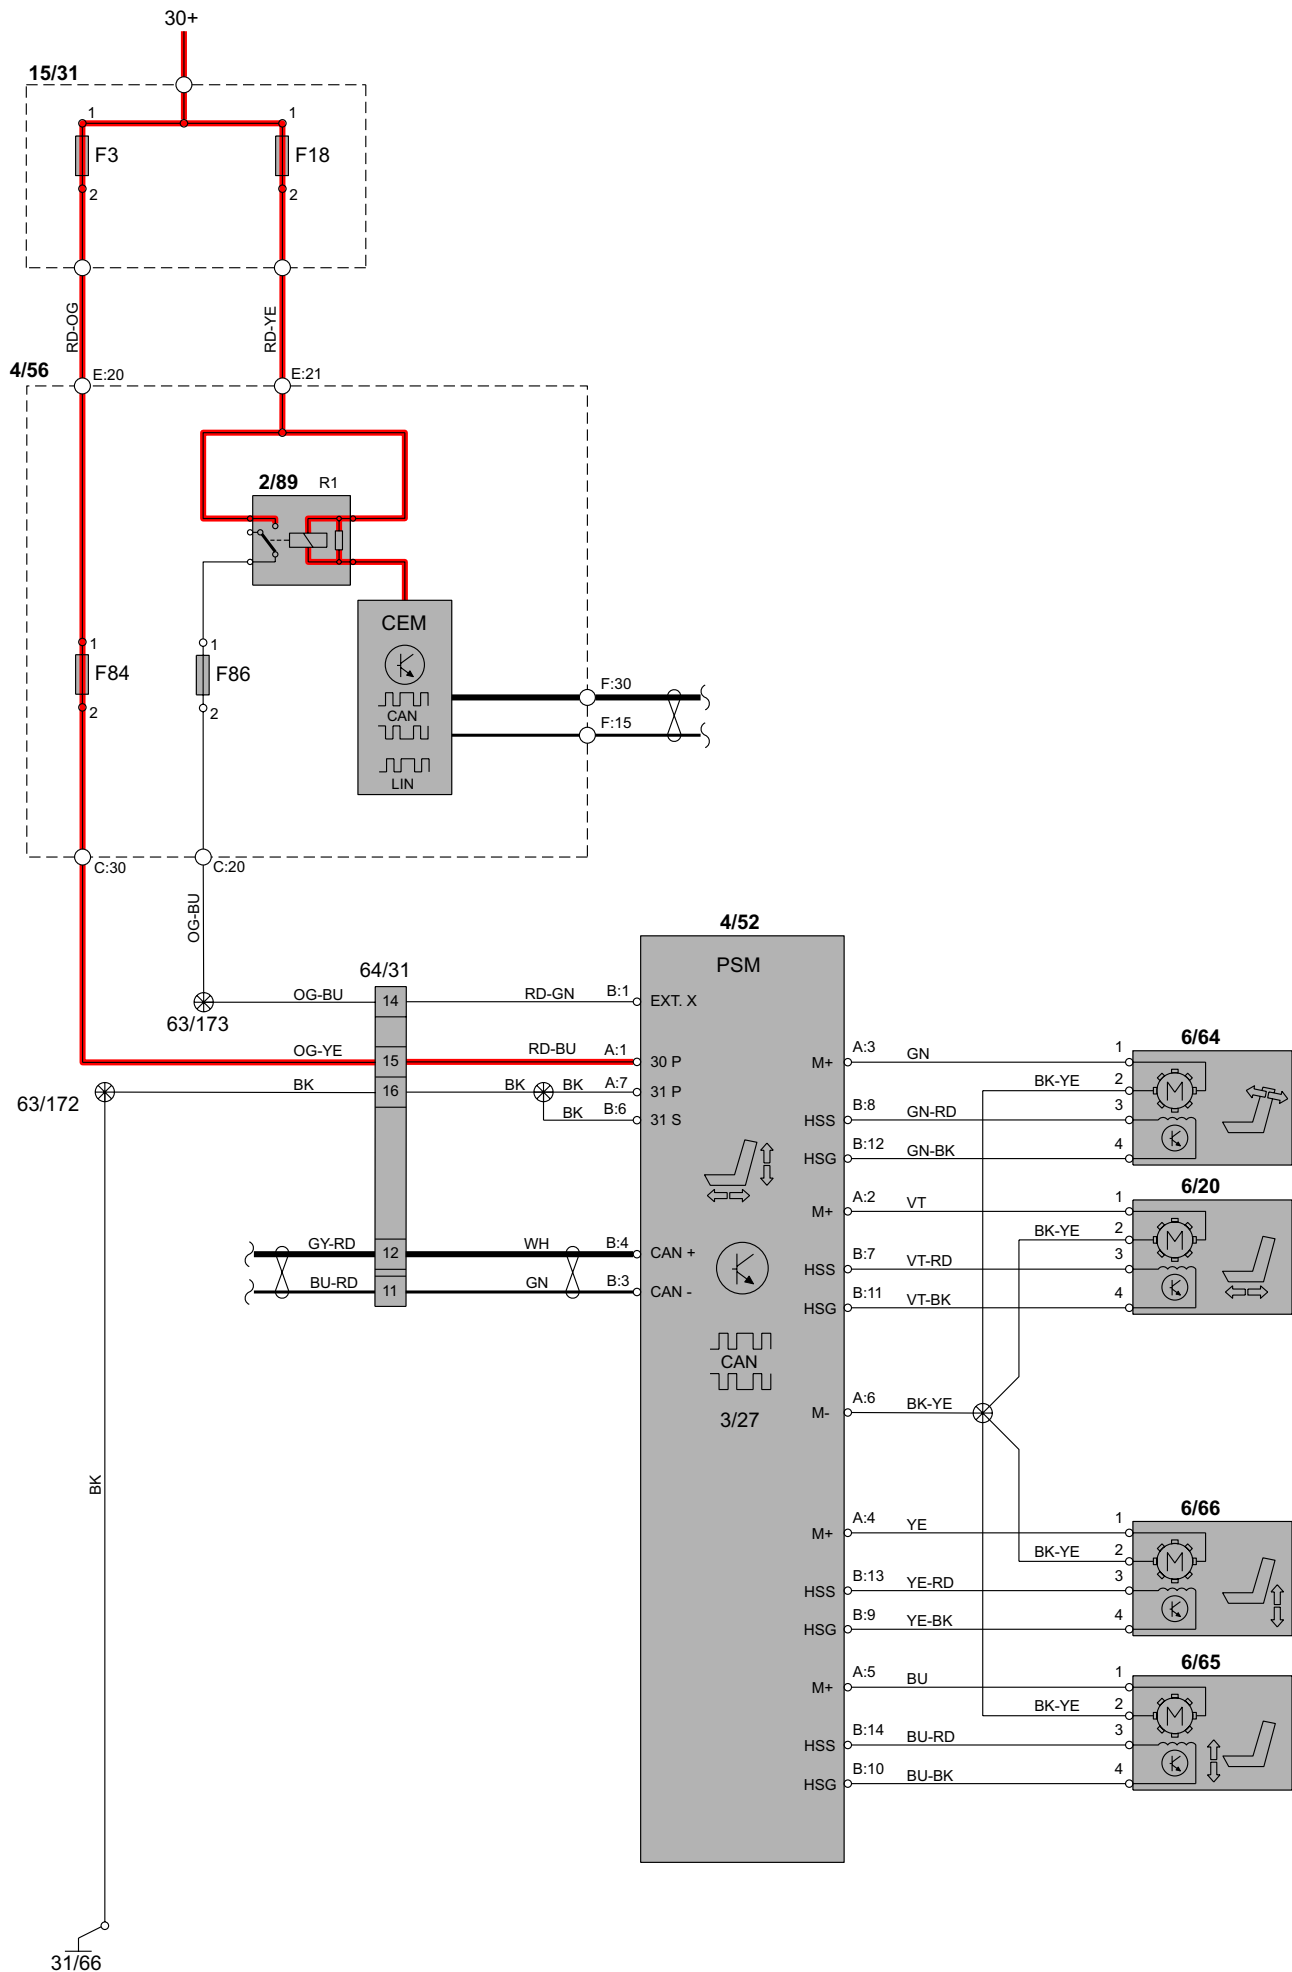 30+
15/31
1
1
F3
F18
2
2
RD-OG
RD-YE
4/56
E:20
E:21
2/89 R1
CEM
1
1
F84
F86
F:30
2
2
CAN
F:15
LIN
C:30
C:20
OG-BU
4/52
64/31
PSM
OG-BU 14 RD-GN B:1 EXT. X
63/173
OG-YE 15 RD-BU A:1 30 P
63/172
BK 16 BK BK A:7 31 P
BK B:6 31 S
GY-RD 12 WH B:4 CAN +
BU-RD 11 GN B:3 CAN -
CAN
3/27
6/64
M+ A:3 GN 1
BK-YE 2
HSS B:8 GN-RD 3
HSG B:12 GN-BK 4
M
6/20
M+ A:2 VT 1
BK-YE 2
HSS B:7 VT-RD 3
HSG B:11 VT-BK 4
M
M- A:6 BK-YE
6/66
M+ A:4 YE 1
BK-YE 2
HSS B:13 YE-RD 3
HSG B:9 YE-BK 4
M
6/65
M+ A:5 BU 1
BK-YE 2
HSS B:14 BU-RD 3
HSG B:10 BU-BK 4
M
BK
31/66